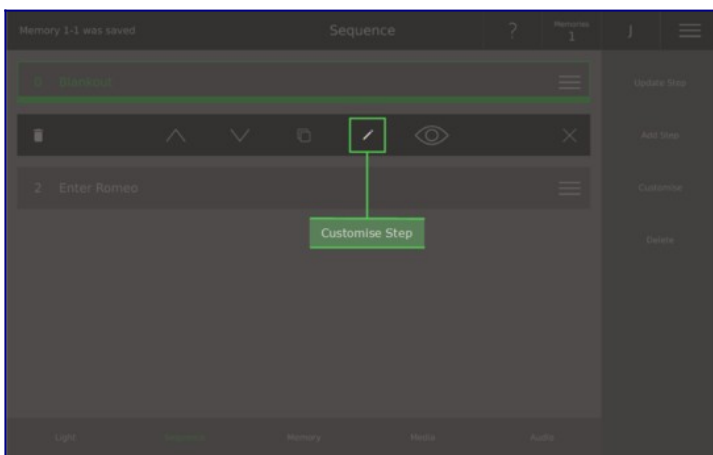 Memory 1-1 was saved
Sequence
?
Memories
1
J
0 Blackout
Update Step
Add Step
2 Enter Romeo
Customise
Customise Step
Delete
Light
Sequence
Memory
Media
Audio